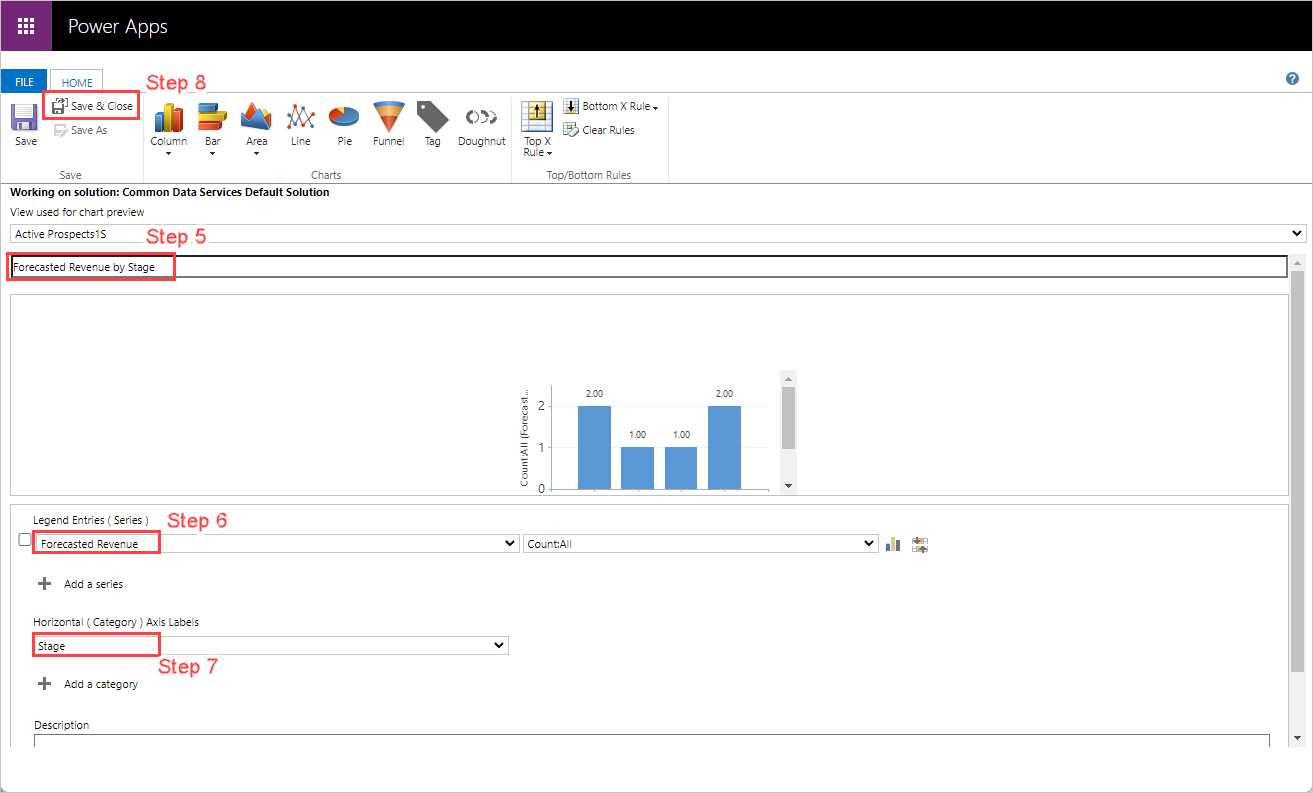 Power Apps
FILE
HOME
Step 8
Save
Save & Close
Save As
Column
Bar
Area
Line
Pie
Funnel
Tag
Doughnut
Top X
Rule
Bottom X Rule
Clear Rules
Save
Charts
Top/Bottom Rules
Working on solution: Common Data Services Default Solution
View used for chart preview
Active Prospects1S
Step 5
Forecasted Revenue by Stage
Count:All (Forecast...
2
1
0
2.00
1.00
1.00
2.00
Legend Entries ( Series )
Step 6
Forecasted Revenue
Count:All
Add a series
Horizontal ( Category ) Axis Labels
Stage
Step 7
Add a category
Description